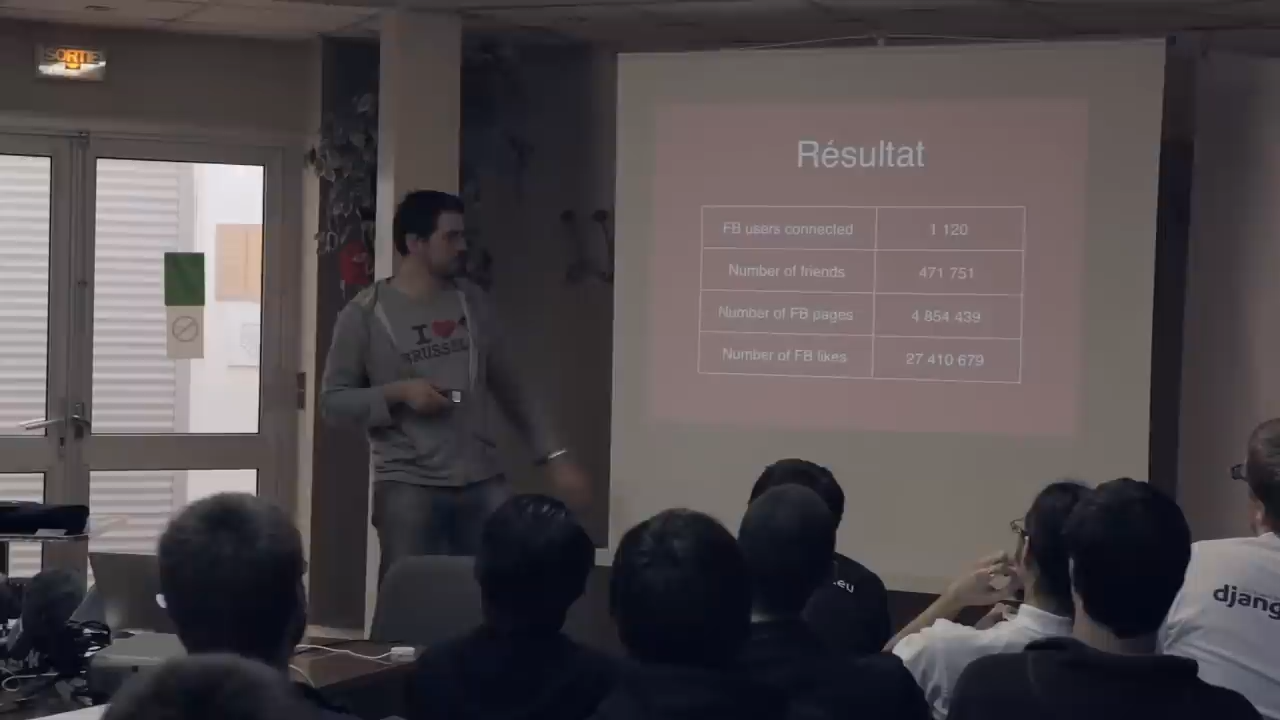 SORTIE
Résultat
FB users connected 1 120
Number of friends 471 751
Number of FB pages 4 854 439
Number of FB likes 27 410 679
I
BRUSSEL
.eu
djang